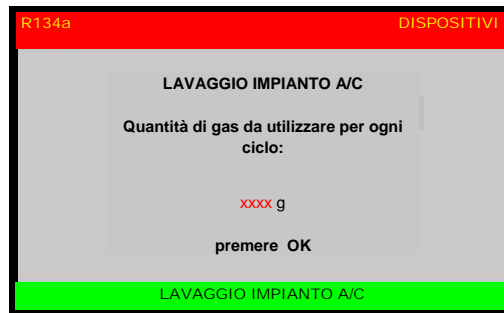 R134a DISPOSITIVI
LAVAGGIO IMPIANTO A/C
Quantità di gas da utilizzare per ogni
ciclo:
xxxx g
premere OK
LAVAGGIO IMPIANTO A/C